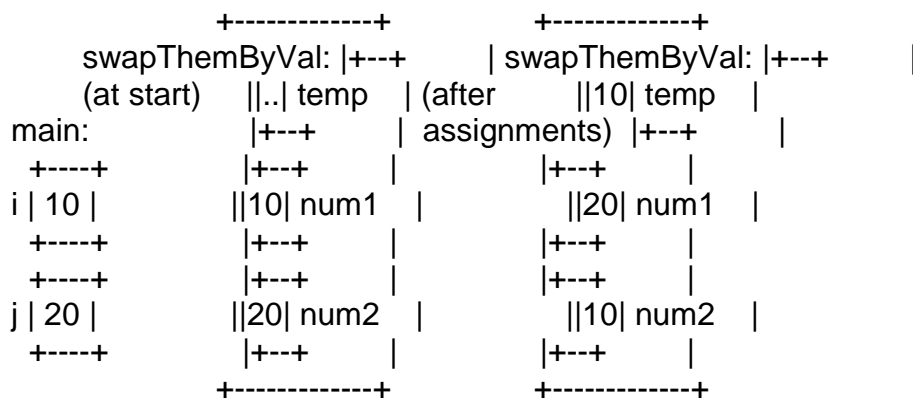 +-------------+ +-------------+
swapThemByVal: |+--+ | swapThemByVal: |+--+ |
(at start) ||..| temp | (after ||10| temp |
main: |+--+ | assignments) |+--+ |
+----+ |+--+ | |+--+ |
i | 10 | ||10| num1 | ||20| num1 |
+----+ |+--+ | |+--+ |
+----+ |+--+ | |+--+ |
j | 20 | ||20| num2 | ||10| num2 |
+----+ |+--+ | |+--+ |
+-------------+ +-------------+